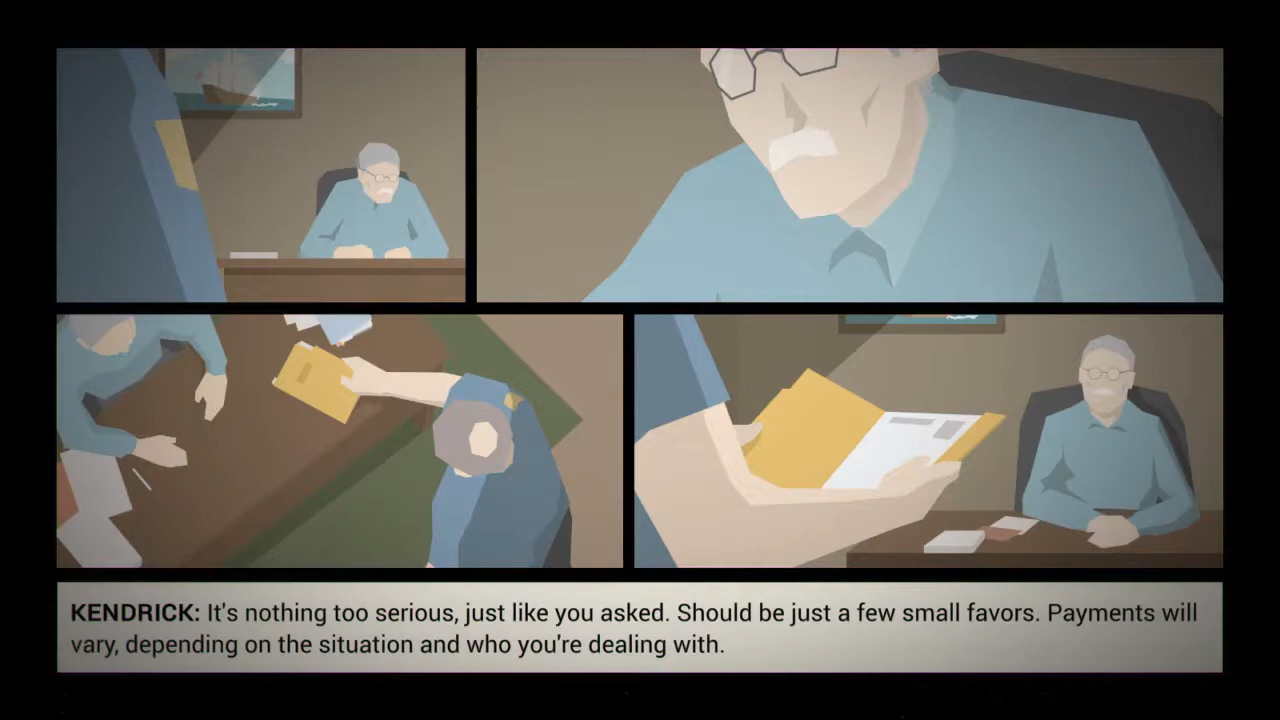 KENDRICK: It's nothing too serious, just like you asked. Should be just a few small favors. Payments will
vary, depending on the situation and who you're dealing with.